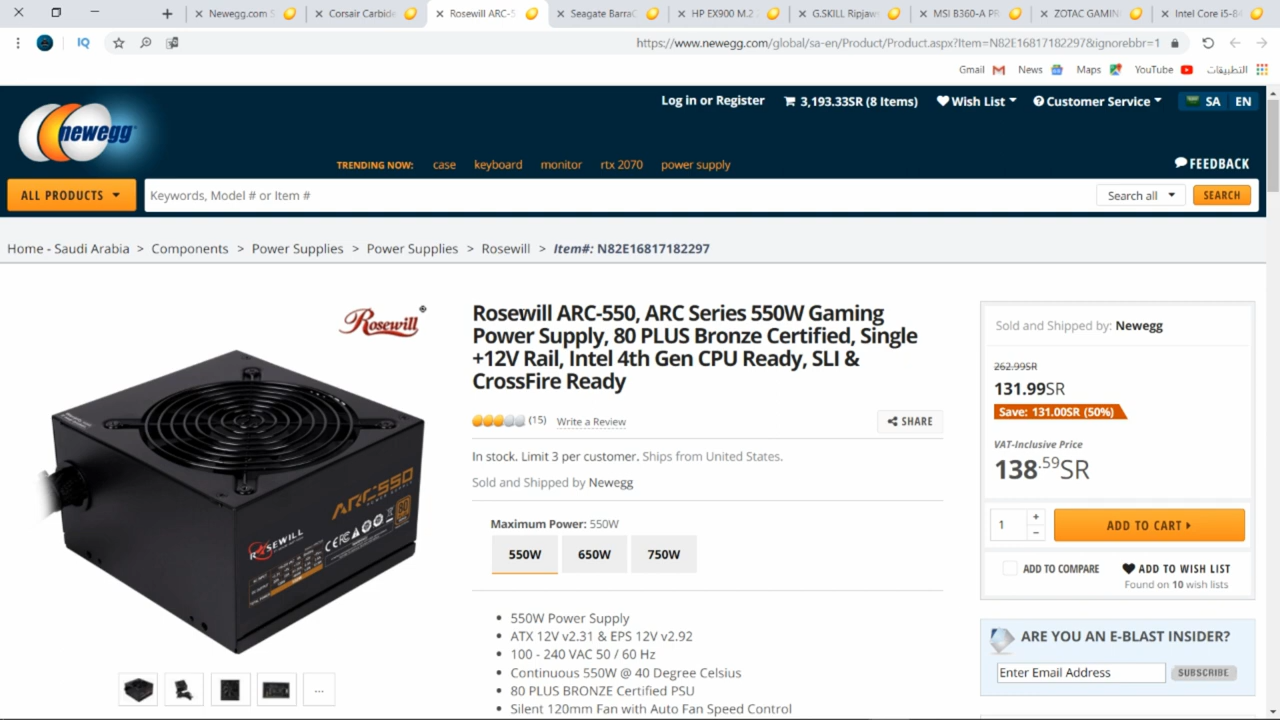 Newegg.com S
Corsair Carbide
Rosewill ARC-5
Seagate BarraC
HP EX900 M.2
G.SKILL Ripjaws
MSI B360-A PR
ZOTAC GAMIN
Intel Core i5-84
IQ
https://www.newegg.com/global/sa-en/Product/Product.aspx?Item=N82E16817182297&ignorebbr=1
Gmail
News
Maps
YouTube
التطبيقات
newegg
Log in or Register
3,193.33SR (8 Items)
Wish List
Customer Service
SA
EN
TRENDING NOW:
case
keyboard
monitor
rtx 2070
power supply
FEEDBACK
ALL PRODUCTS
Keywords, Model # or Item #
Search all
SEARCH
Home - Saudi Arabia > Components > Power Supplies > Power Supplies > Rosewill > Item#: N82E16817182297
Rosewill
ARC550
POWER SUPPLY
ROSEWILL
Rosewill ARC-550, ARC Series 550W Gaming
Power Supply, 80 PLUS Bronze Certified, Single
+12V Rail, Intel 4th Gen CPU Ready, SLI &
CrossFire Ready
(15)
Write a Review
SHARE
In stock. Limit 3 per customer. Ships from United States.
Sold and Shipped by Newegg
Maximum Power: 550W
550W
650W
750W
• 550W Power Supply
• ATX 12V v2.31 & EPS 12V v2.92
• 100 - 240 VAC 50 / 60 Hz
• Continuous 550W @ 40 Degree Celsius
• 80 PLUS BRONZE Certified PSU
• Silent 120mm Fan with Auto Fan Speed Control
...
Sold and Shipped by: Newegg
262.99SR
131.99SR
Save: 131.00SR (50%)
VAT-Inclusive Price
138.59SR
1
+
-
ADD TO CART
ADD TO COMPARE
ADD TO WISH LIST
Found on 10 wish lists
ARE YOU AN E-BLAST INSIDER?
Enter Email Address
SUBSCRIBE